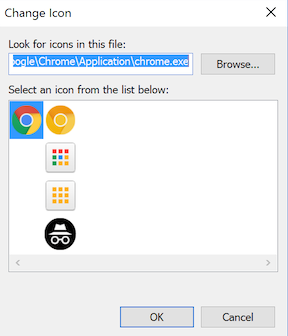 Change Icon
Look for icons in this file:
ogle\Chrome\Application\chrome.exe
Browse...
Select an icon from the list below:
OK
Cancel